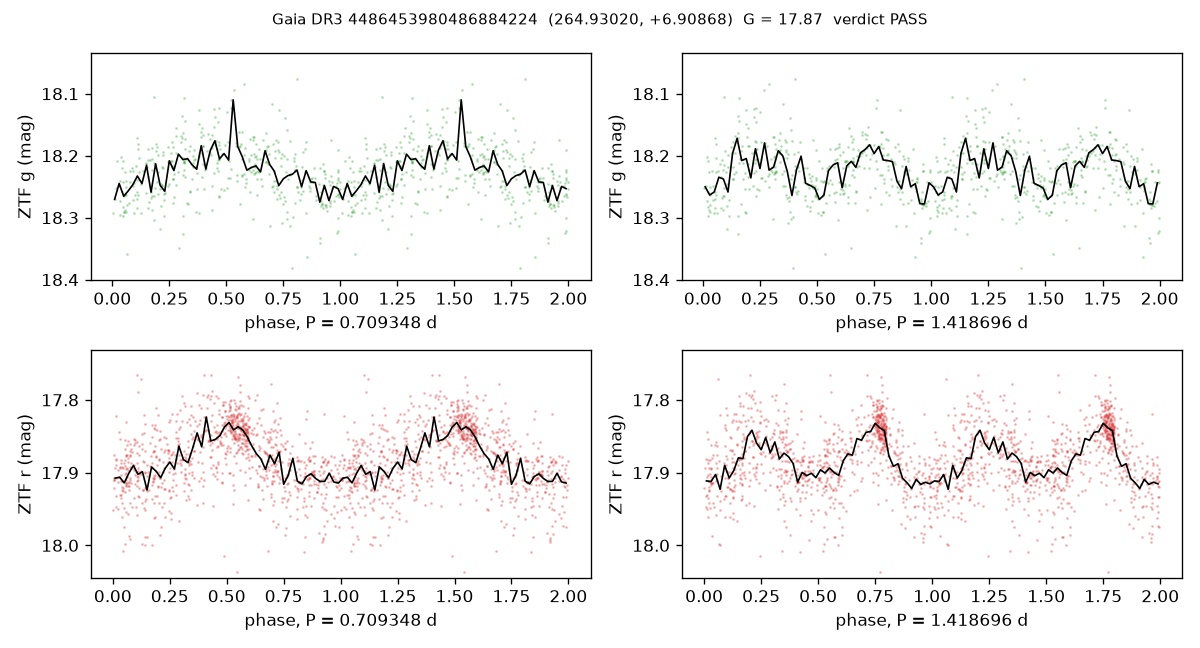 Gaia DR3 4486453980486884224 (264.93020, +6.90868) G = 17.87 verdict PASS
ZTF g (mag)
18.1
18.2
18.3
18.4
0.00 0.25 0.50 0.75 1.00 1.25 1.50 1.75 2.00
phase, P = 0.709348 d
ZTF g (mag)
18.1
18.2
18.3
18.4
0.00 0.25 0.50 0.75 1.00 1.25 1.50 1.75 2.00
phase, P = 1.418696 d
ZTF r (mag)
17.8
17.9
18.0
0.00 0.25 0.50 0.75 1.00 1.25 1.50 1.75 2.00
phase, P = 0.709348 d
ZTF r (mag)
17.8
17.9
18.0
0.00 0.25 0.50 0.75 1.00 1.25 1.50 1.75 2.00
phase, P = 1.418696 d